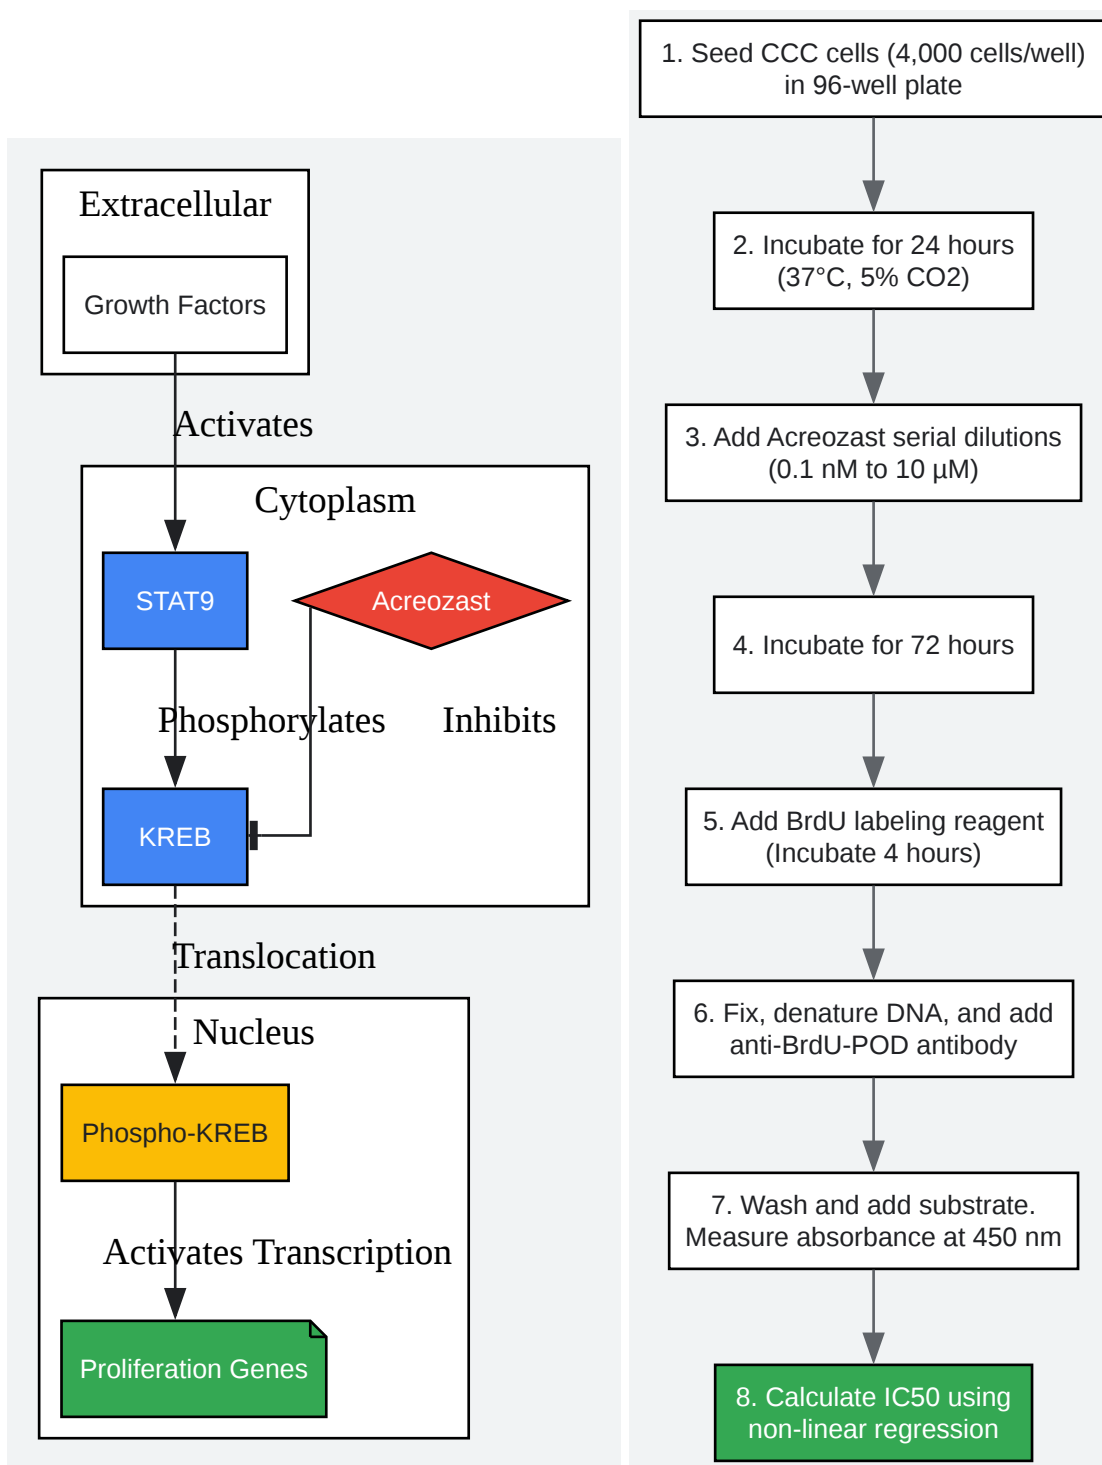 Extracellular
Growth Factors
Activates
Cytoplasm
STAT9
Acreozast
Phosphorylates
Inhibits
KREB
Translocation
Nucleus
Phospho-KREB
Activates Transcription
Proliferation Genes
1. Seed CCC cells (4,000 cells/well)
in 96-well plate
2. Incubate for 24 hours
(37°C, 5% CO2)
3. Add Acreozast serial dilutions
(0.1 nM to 10 µM)
4. Incubate for 72 hours
5. Add BrdU labeling reagent
(Incubate 4 hours)
6. Fix, denature DNA, and add
anti-BrdU-POD antibody
7. Wash and add substrate.
Measure absorbance at 450 nm
8. Calculate IC50 using
non-linear regression